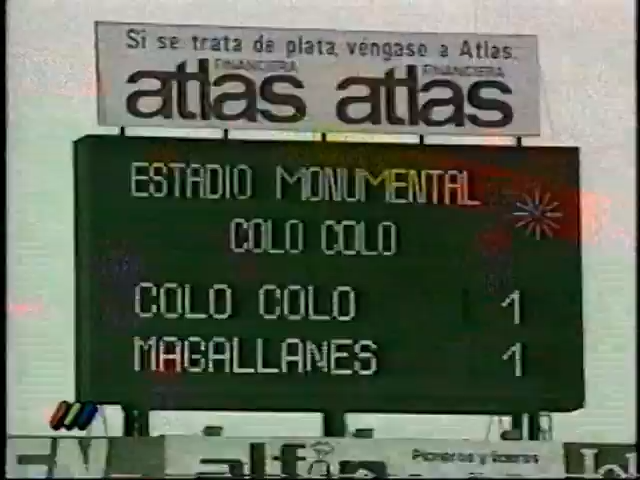 Si se trata de plata, véngase a Atlas.
FINANCIERA FINANCIERA
atlas atlas
ESTADIO MONUMENTAL
COLO COLO
COLO COLO 1
MAGALLANES 1
Pioneros y líderes